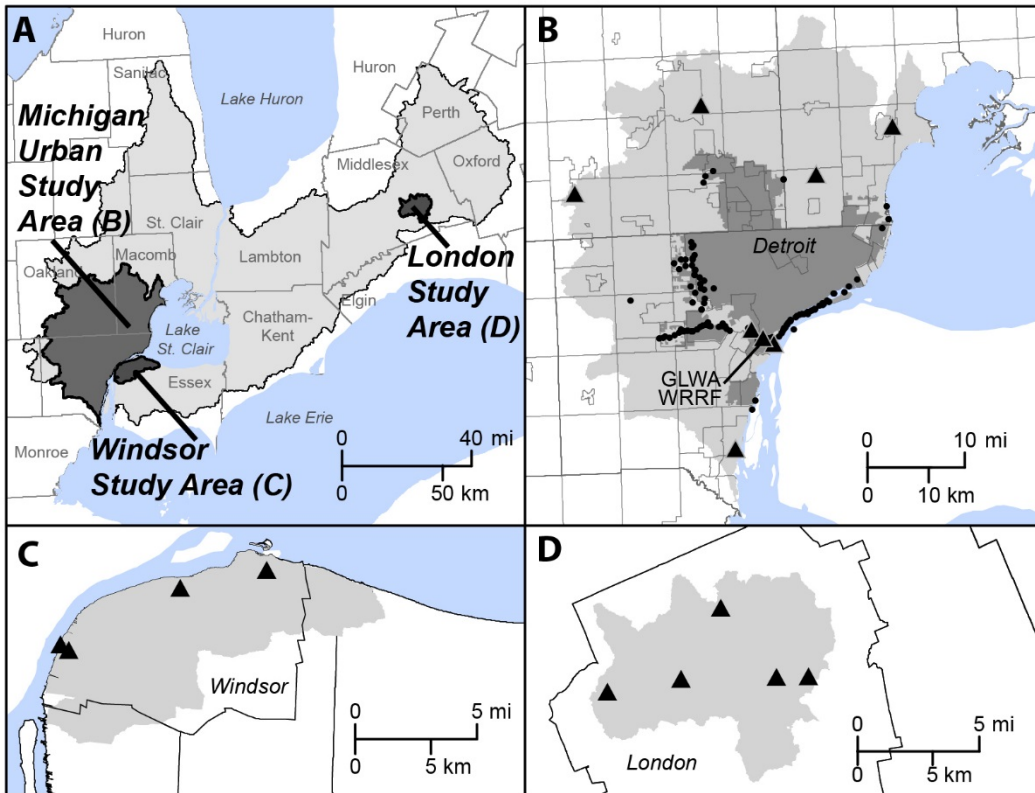 A
Huron
Sanilac
Lake Huron
Huron
Perth
Michigan
Urban
Study
Area (B)
Middlesex
Oxford
St. Clair
Lambton
London
Study
Area (D)
Oakland
Macomb
Elgin
Chatham-
Kent
Lake
St. Clair
Essex
Lake Erie
Monroe
Windsor
Study Area (C)
0 40 mi
0 50 km
B
Detroit
GLWA
WRRF
0 10 mi
0 10 km
C
Windsor
0 5 mi
0 5 km
D
London
0 5 mi
0 5 km